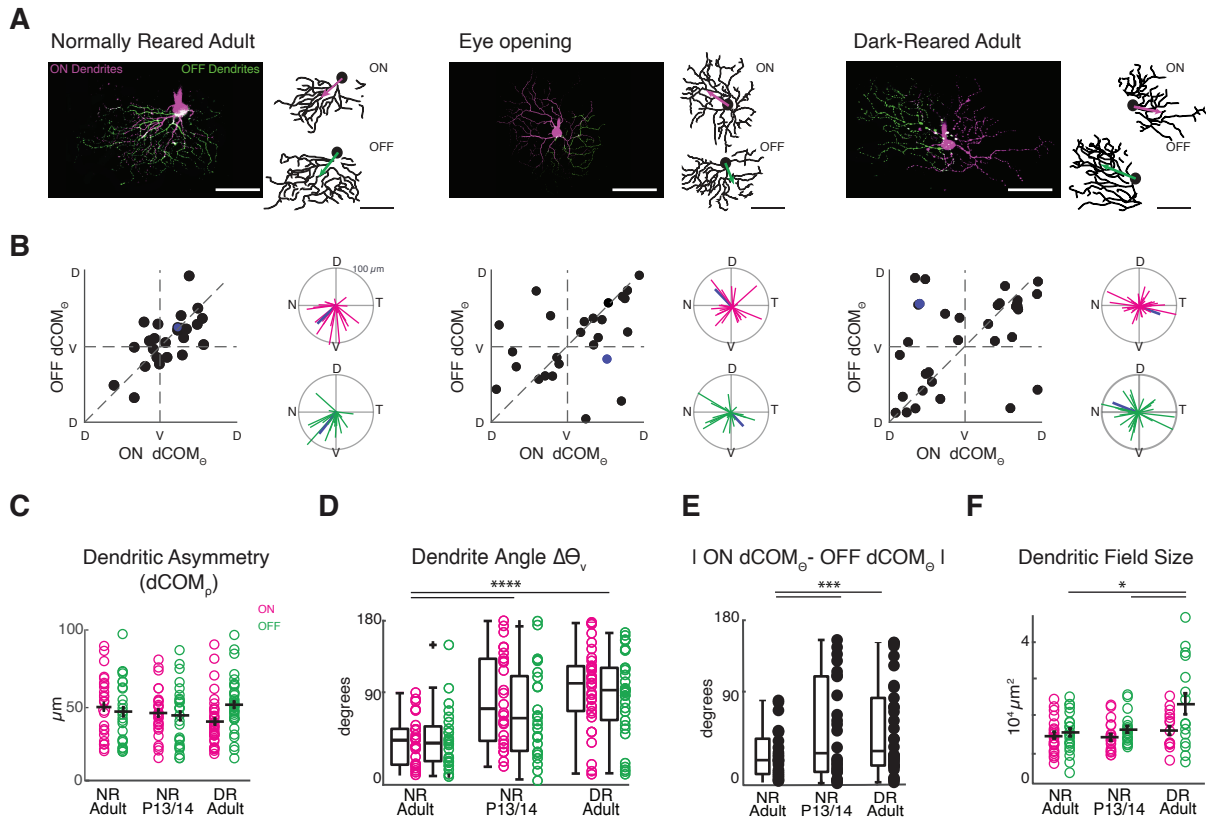 A
Normally Reared Adult
Eye opening
Dark-Reared Adult
ON Dendrites OFF Dendrites
ON
OFF
ON
OFF
ON
OFF
B
D
V
D
OFF dCOMΘ
D V D
ON dCOMΘ
D
100 µm
N T
V
D
N T
V
D
V
D
OFF dCOMΘ
D V D
ON dCOMΘ
D
N T
V
D
N T
V
D
V
D
OFF dCOMΘ
D V D
ON dCOMΘ
D
N T
V
D
N T
V
C
Dendritic Asymmetry
(dCOMρ)
ON
OFF
100
50
0
µm
NR
Adult
NR
P13/14
DR
Adult
D
Dendrite Angle ΔΘv
****
180
90
0
degrees
NR
Adult
NR
P13/14
DR
Adult
E
I ON dCOMΘ- OFF dCOMΘ I
***
180
90
0
degrees
NR
Adult
NR
P13/14
DR
Adult
F
Dendritic Field Size
*
4
2
0
10⁴ µm²
NR
Adult
NR
P13/14
DR
Adult